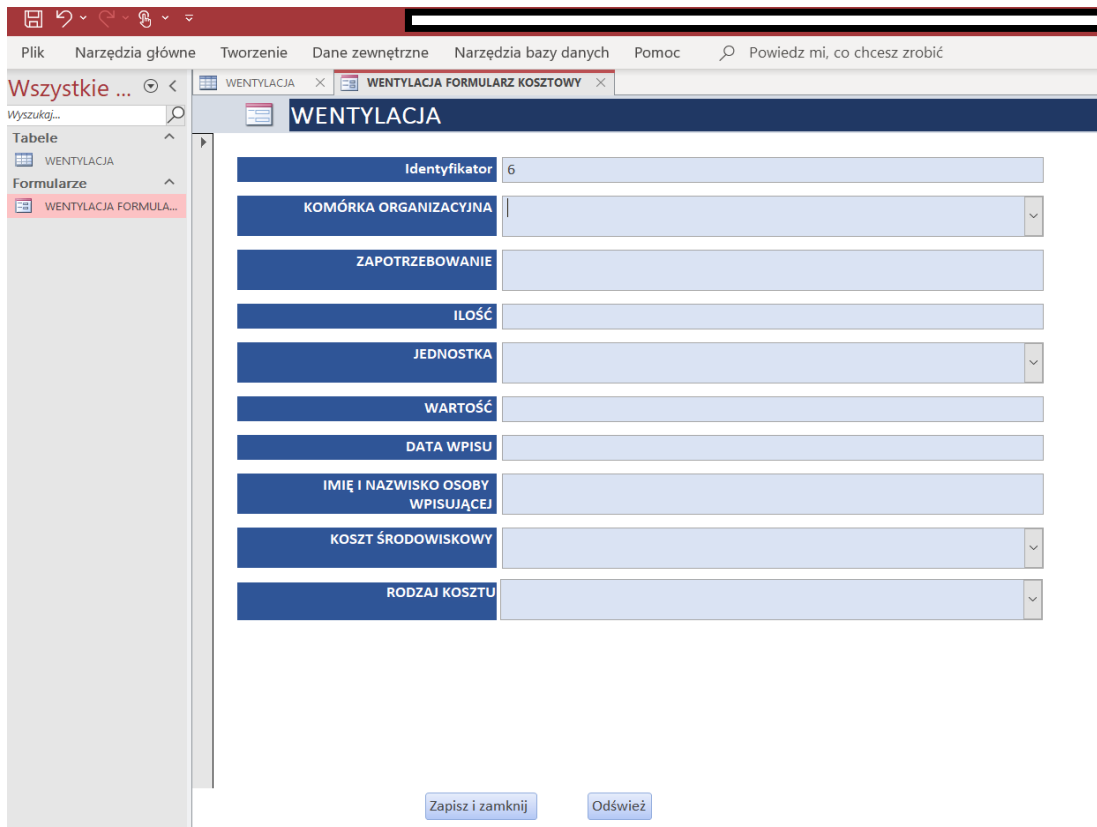 Plik Narzędzia główne Tworzenie Dane zewnętrzne Narzędzia bazy danych Pomoc Powiedz mi, co chcesz zrobić
Wszystkie ...
Wyszukaj...
Tabele
WENTYLACJA
Formularze
WENTYLACJA FORMULA...
WENTYLACJA WENTYLACJA FORMULARZ KOSZTOWY
WENTYLACJA
Identyfikator 6
KOMÓRKA ORGANIZACYJNA
ZAPOTRZEBOWANIE
ILOŚĆ
JEDNOSTKA
WARTOŚĆ
DATA WPISU
IMIĘ I NAZWISKO OSOBY
WPISUJĄCEJ
KOSZT ŚRODOWISKOWY
RODZAJ KOSZTU
Zapisz i zamknij Odśwież